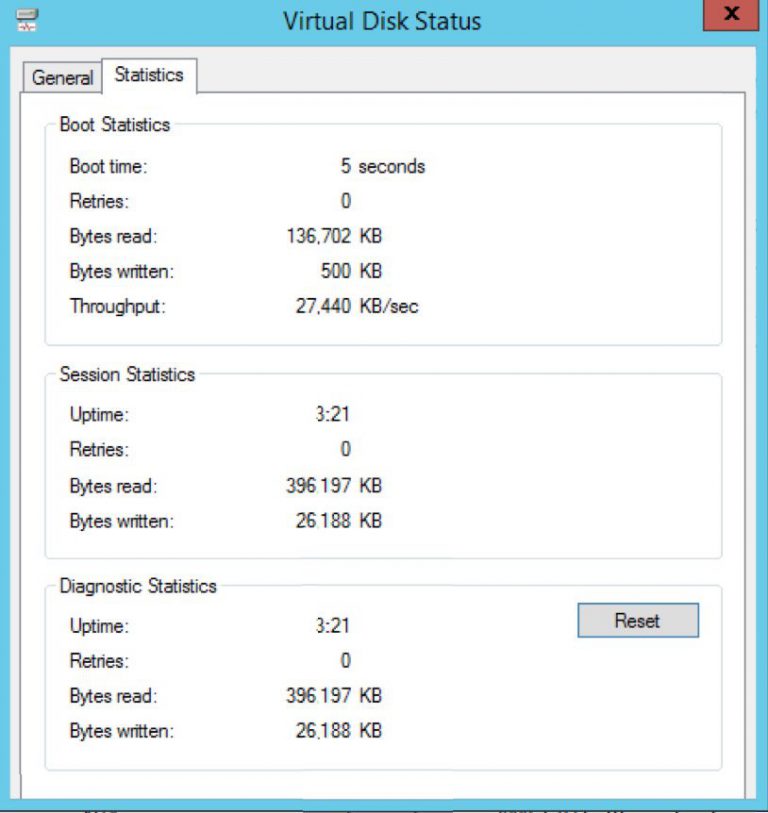 Virtual Disk Status
x
General Statistics
Boot Statistics
Boot time: 5 seconds
Retries: 0
Bytes read: 136,702 KB
Bytes written: 500 KB
Throughput: 27,440 KB/sec
Session Statistics
Uptime: 3:21
Retries: 0
Bytes read: 396,197 KB
Bytes written: 26,188 KB
Diagnostic Statistics
Reset
Uptime: 3:21
Retries: 0
Bytes read: 396,197 KB
Bytes written: 26,188 KB